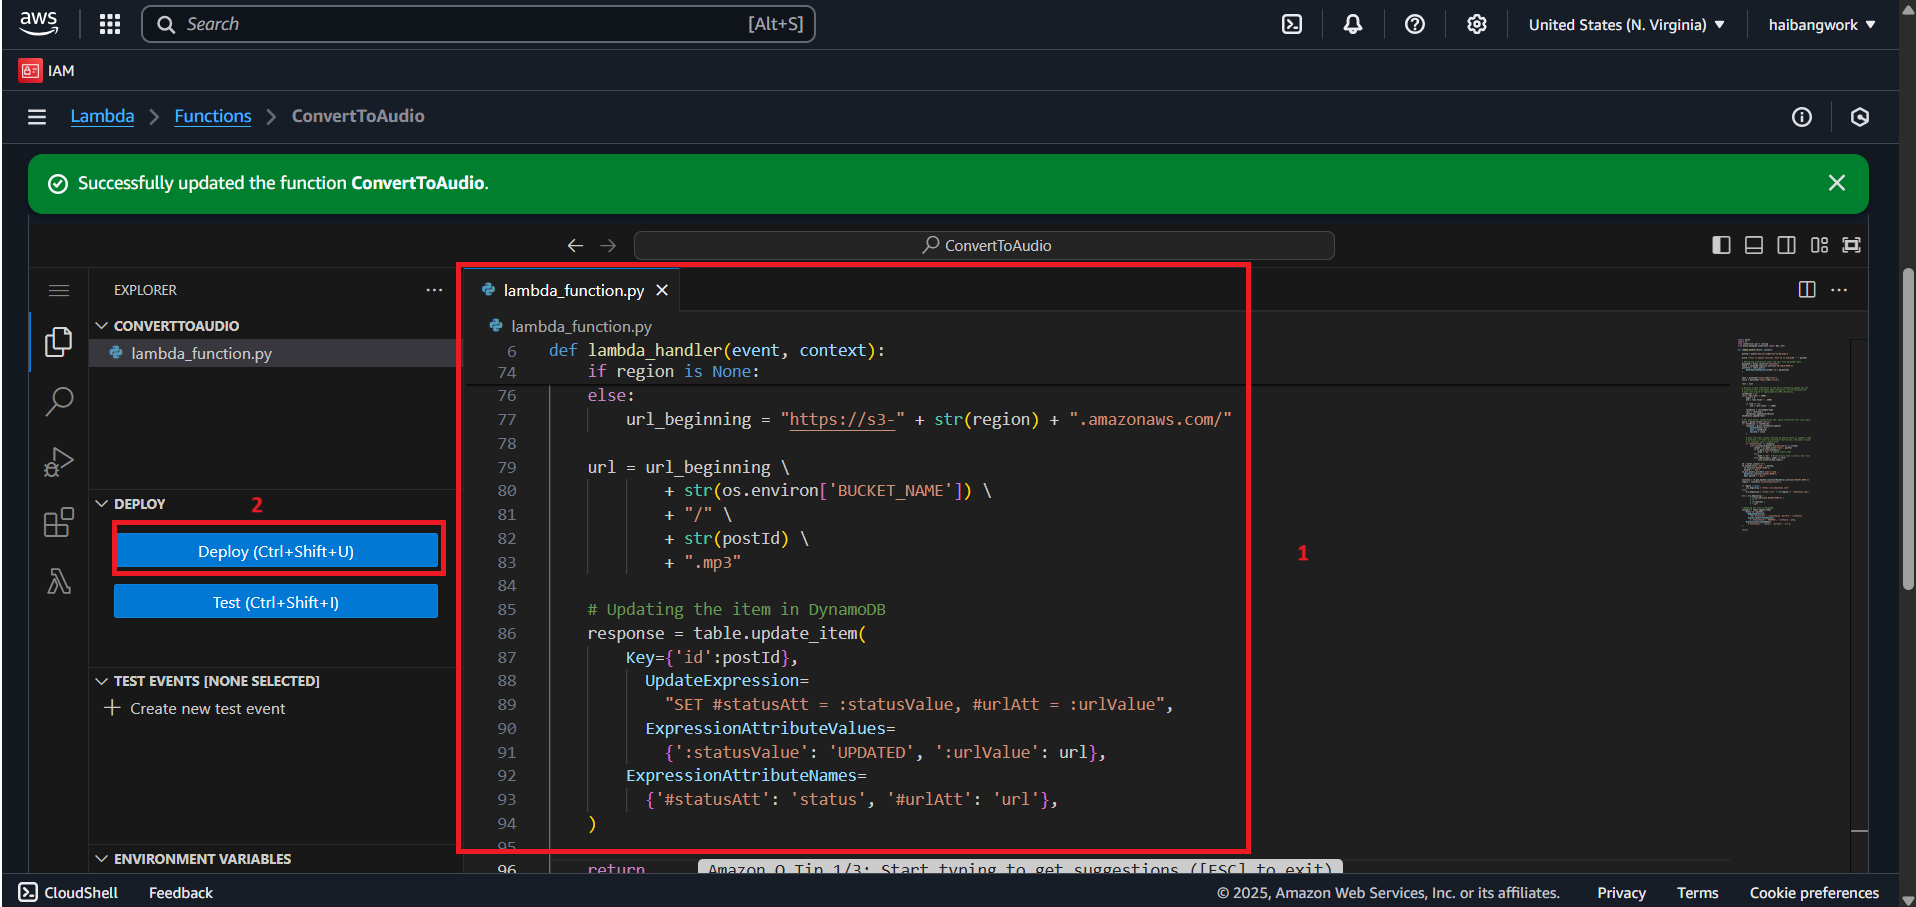 aws
Search [Alt+S]
United States (N. Virginia)
haibangwork
IAM
Lambda
Functions
ConvertToAudio
Successfully updated the function ConvertToAudio.
ConvertToAudio
EXPLORER
CONVERTTOAUDIO
lambda_function.py
DEPLOY
2
Deploy (Ctrl+Shift+U)
Test (Ctrl+Shift+I)
TEST EVENTS [NONE SELECTED]
Create new test event
ENVIRONMENT VARIABLES
lambda_function.py
lambda_function.py
6 def lambda_handler(event, context):
74 if region is None:
76 else:
77 url_beginning = "https://s3-" + str(region) + ".amazonaws.com/"
78
79 url = url_beginning \
80 + str(os.environ['BUCKET_NAME']) \
81 + "/" \
82 + str(postId) \
83 + ".mp3"
84
85 # Updating the item in DynamoDB
86 response = table.update_item(
87 Key={'id':postId},
88 UpdateExpression=
89 "SET #statusAtt = :statusValue, #urlAtt = :urlValue",
90 ExpressionAttributeValues=
91 {':statusValue': 'UPDATED', ':urlValue': url},
92 ExpressionAttributeNames=
93 {'#statusAtt': 'status', '#urlAtt': 'url'},
94 )
95
96 return Amazon Q Tip 1/3: Start typing to get suggestions ([ESC] to exit)
1
CloudShell
Feedback
© 2025, Amazon Web Services, Inc. or its affiliates.
Privacy
Terms
Cookie preferences